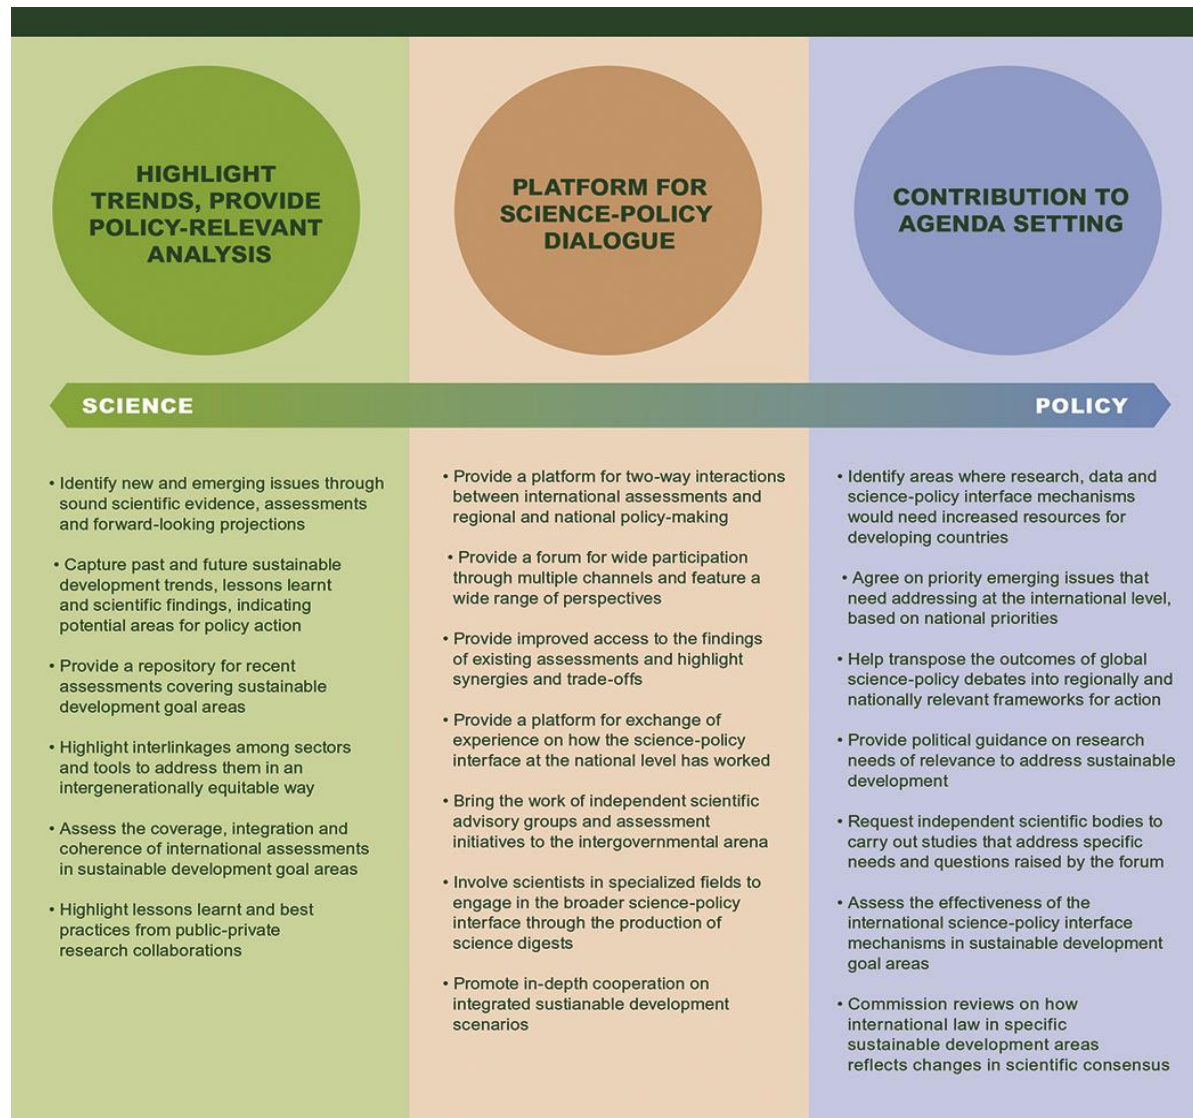 HIGHLIGHT
TRENDS, PROVIDE
POLICY-RELEVANT
ANALYSIS
PLATFORM FOR
SCIENCE-POLICY
DIALOGUE
CONTRIBUTION TO
AGENDA SETTING
SCIENCE
POLICY
• Identify new and emerging issues through
sound scientific evidence, assessments
and forward-looking projections
• Capture past and future sustainable
development trends, lessons learnt
and scientific findings, indicating
potential areas for policy action
• Provide a repository for recent
assessments covering sustainable
development goal areas
• Highlight interlinkages among sectors
and tools to address them in an
intergenerationally equitable way
• Assess the coverage, integration and
coherence of international assessments
in sustainable development goal areas
• Highlight lessons learnt and best
practices from public-private
research collaborations
• Provide a platform for two-way interactions
between international assessments and
regional and national policy-making
• Provide a forum for wide participation
through multiple channels and feature a
wide range of perspectives
• Provide improved access to the findings
of existing assessments and highlight
synergies and trade-offs
• Provide a platform for exchange of
experience on how the science-policy
interface at the national level has worked
• Bring the work of independent scientific
advisory groups and assessment
initiatives to the intergovernmental arena
• Involve scientists in specialized fields to
engage in the broader science-policy
interface through the production of
science digests
• Promote in-depth cooperation on
integrated sustianable development
scenarios
• Identify areas where research, data and
science-policy interface mechanisms
would need increased resources for
developing countries
• Agree on priority emerging issues that
need addressing at the international level,
based on national priorities
• Help transpose the outcomes of global
science-policy debates into regionally and
nationally relevant frameworks for action
• Provide political guidance on research
needs of relevance to address sustainable
development
• Request independent scientific bodies to
carry out studies that address specific
needs and questions raised by the forum
• Assess the effectiveness of the
international science-policy interface
mechanisms in sustainable development
goal areas
• Commission reviews on how
international law in specific
sustainable development areas
reflects changes in scientific consensus